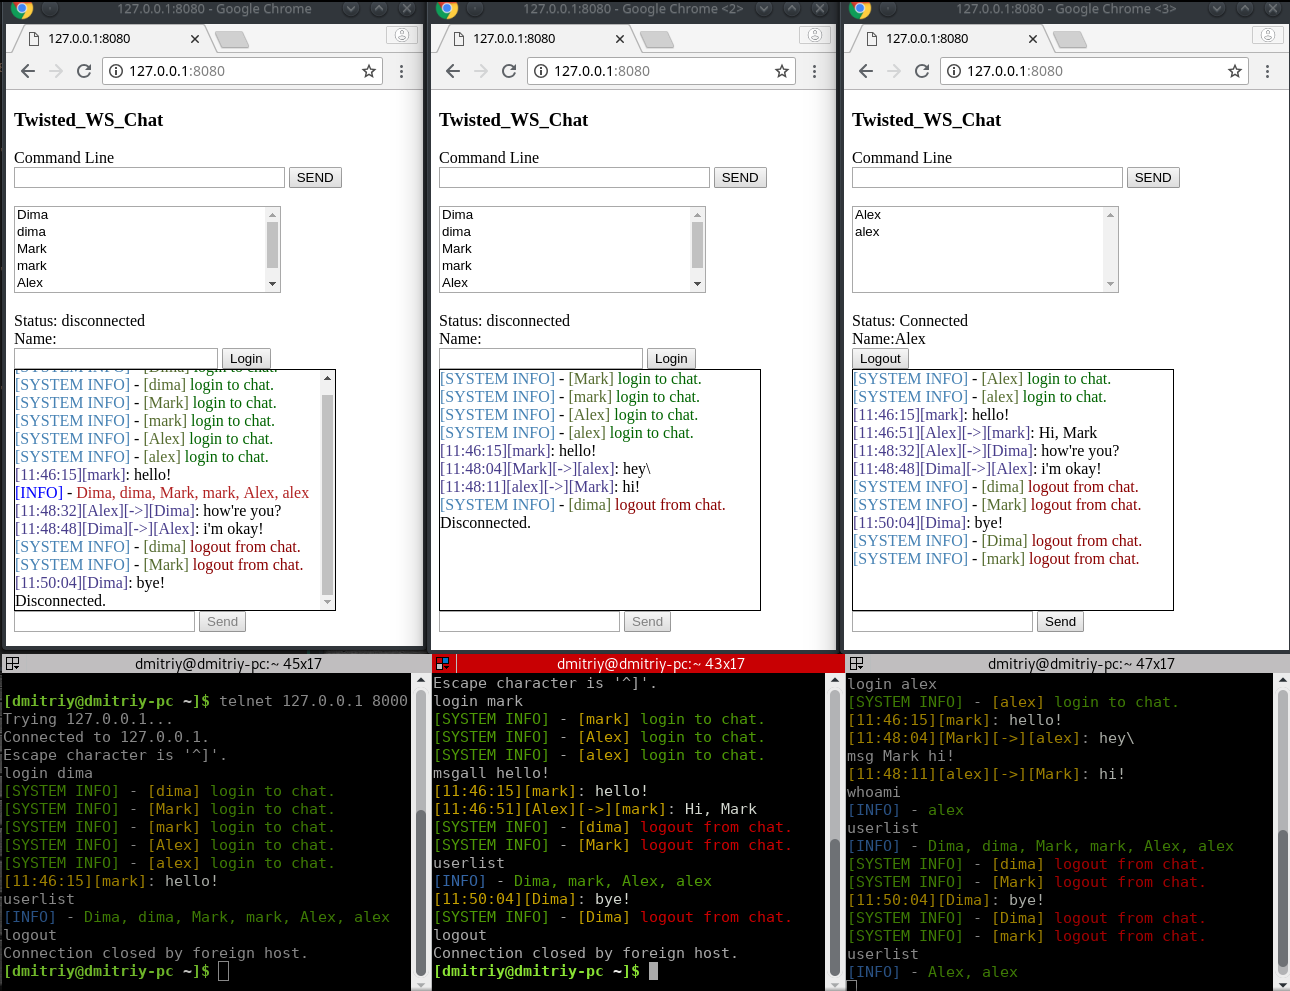 127.0.0.1:8080 - Google Chrome
127.0.0.1:8080
127.0.0.1:8080
Twisted_WS_Chat
Command Line
SEND
Dima
dima
Mark
mark
Alex
Status: disconnected
Name:
Login
[SYSTEM INFO] - [Dima] login to chat.
[SYSTEM INFO] - [dima] login to chat.
[SYSTEM INFO] - [Mark] login to chat.
[SYSTEM INFO] - [mark] login to chat.
[SYSTEM INFO] - [Alex] login to chat.
[SYSTEM INFO] - [alex] login to chat.
[11:46:15][mark]: hello!
[INFO] - Dima, dima, Mark, mark, Alex, alex
[11:48:32][Alex][->][Dima]: how're you?
[11:48:48][Dima][->][Alex]: i'm okay!
[SYSTEM INFO] - [dima] logout from chat.
[SYSTEM INFO] - [Mark] logout from chat.
[11:50:04][Dima]: bye!
Disconnected.
Send
127.0.0.1:8080 - Google Chrome <2>
127.0.0.1:8080
127.0.0.1:8080
Twisted_WS_Chat
Command Line
SEND
Dima
dima
Mark
mark
Alex
Status: disconnected
Name:
Login
[SYSTEM INFO] - [Mark] login to chat.
[SYSTEM INFO] - [mark] login to chat.
[SYSTEM INFO] - [Alex] login to chat.
[SYSTEM INFO] - [alex] login to chat.
[11:46:15][mark]: hello!
[11:48:04][Mark][->][alex]: hey\
[11:48:11][alex][->][Mark]: hi!
[SYSTEM INFO] - [dima] logout from chat.
Disconnected.
Send
127.0.0.1:8080 - Google Chrome <3>
127.0.0.1:8080
127.0.0.1:8080
Twisted_WS_Chat
Command Line
SEND
Alex
alex
Status: Connected
Name:Alex
Logout
[SYSTEM INFO] - [Alex] login to chat.
[SYSTEM INFO] - [alex] login to chat.
[11:46:15][mark]: hello!
[11:46:51][Alex][->][mark]: Hi, Mark
[11:48:32][Alex][->][Dima]: how're you?
[11:48:48][Dima][->][Alex]: i'm okay!
[SYSTEM INFO] - [dima] logout from chat.
[SYSTEM INFO] - [Mark] logout from chat.
[11:50:04][Dima]: bye!
[SYSTEM INFO] - [Dima] logout from chat.
[SYSTEM INFO] - [mark] logout from chat.
Send
dmitriy@dmitriy-pc:~ 45x17
[dmitriy@dmitriy-pc ~]$ telnet 127.0.0.1 8000
Trying 127.0.0.1...
Connected to 127.0.0.1.
Escape character is '^]'.
login dima
[SYSTEM INFO] - [dima] login to chat.
[SYSTEM INFO] - [Mark] login to chat.
[SYSTEM INFO] - [mark] login to chat.
[SYSTEM INFO] - [Alex] login to chat.
[SYSTEM INFO] - [alex] login to chat.
[11:46:15][mark]: hello!
userlist
[INFO] - Dima, dima, Mark, mark, Alex, alex
logout
Connection closed by foreign host.
[dmitriy@dmitriy-pc ~]$
dmitriy@dmitriy-pc:~ 43x17
Escape character is '^]'.
login mark
[SYSTEM INFO] - [mark] login to chat.
[SYSTEM INFO] - [Alex] login to chat.
[SYSTEM INFO] - [alex] login to chat.
msgall hello!
[11:46:15][mark]: hello!
[11:46:51][Alex][->][mark]: Hi, Mark
[SYSTEM INFO] - [dima] logout from chat.
[SYSTEM INFO] - [Mark] logout from chat.
userlist
[INFO] - Dima, mark, Alex, alex
[11:50:04][Dima]: bye!
[SYSTEM INFO] - [Dima] logout from chat.
logout
Connection closed by foreign host.
[dmitriy@dmitriy-pc ~]$
dmitriy@dmitriy-pc:~ 47x17
login alex
[SYSTEM INFO] - [alex] login to chat.
[11:46:15][mark]: hello!
[11:48:04][Mark][->][alex]: hey\
msg Mark hi!
[11:48:11][alex][->][Mark]: hi!
whoami
[INFO] - alex
userlist
[INFO] - Dima, dima, Mark, mark, Alex, alex
[SYSTEM INFO] - [dima] logout from chat.
[SYSTEM INFO] - [Mark] logout from chat.
[11:50:04][Dima]: bye!
[SYSTEM INFO] - [Dima] logout from chat.
[SYSTEM INFO] - [mark] logout from chat.
userlist
[INFO] - Alex, alex